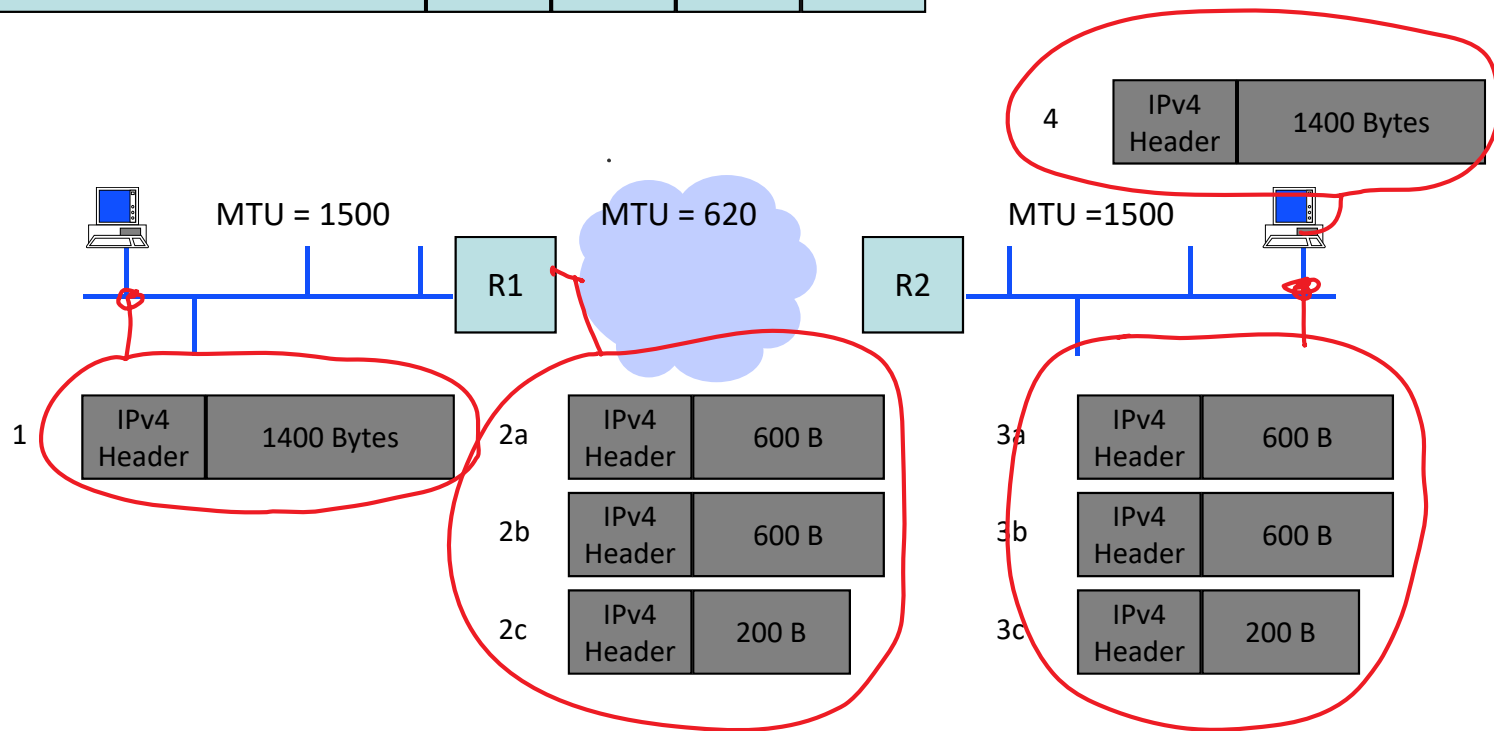 4
IPv4
Header
1400 Bytes
MTU = 1500
MTU = 620
MTU =1500
R1
R2
1
IPv4
Header
1400 Bytes
2a
IPv4
Header
600 B
3a
IPv4
Header
600 B
2b
IPv4
Header
600 B
3b
IPv4
Header
600 B
2c
IPv4
Header
200 B
3c
IPv4
Header
200 B